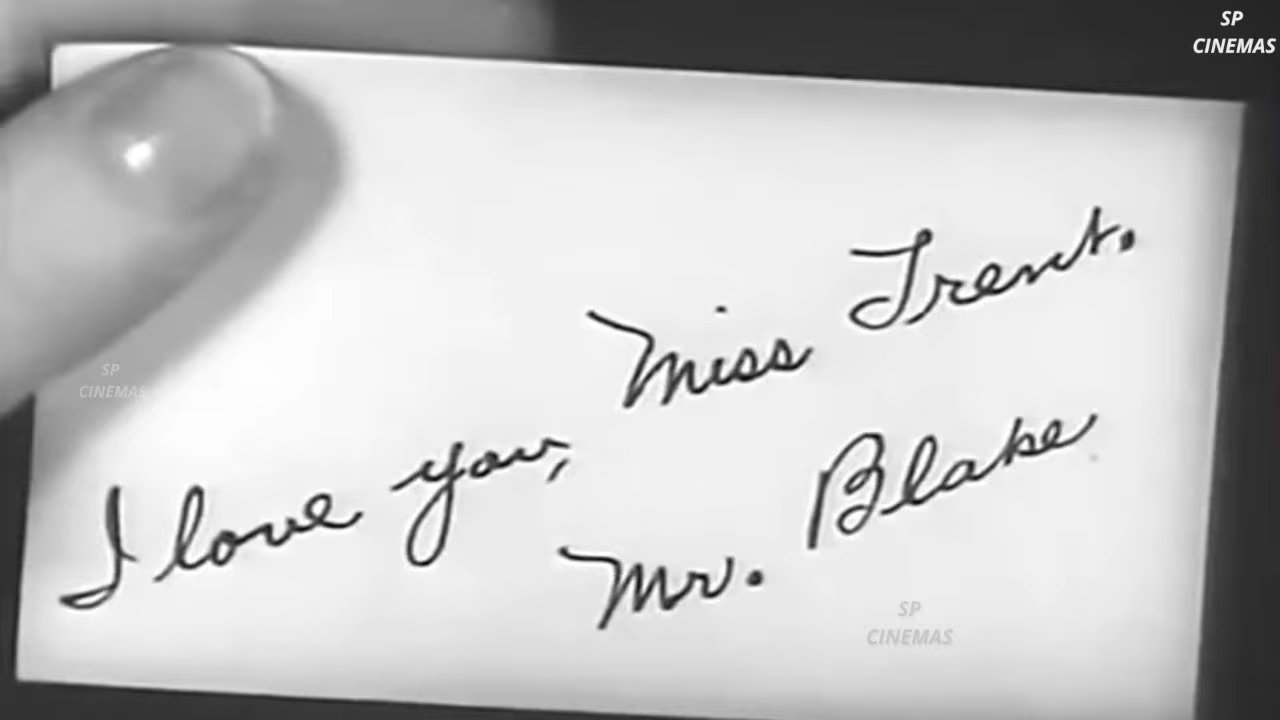 SP
CINEMAS
I love you, Miss Trent.
Mr. Blake
SP
CINEMAS
SP
CINEMAS